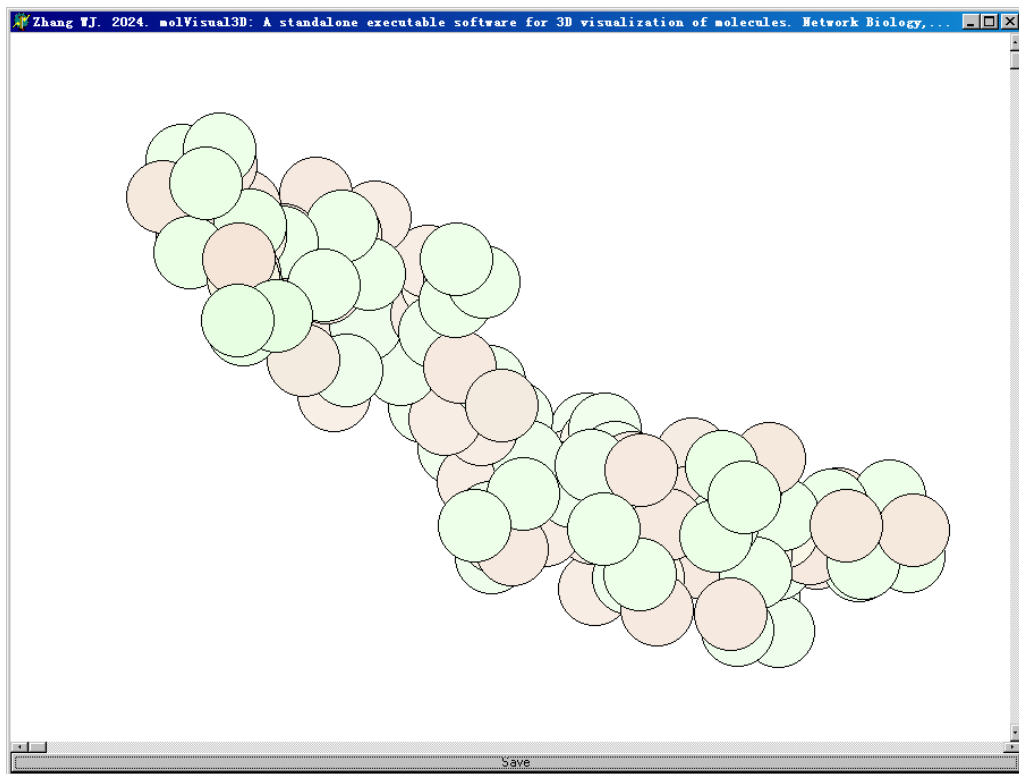 Zhang WJ. 2024. molVisual3D: A standalone executable software for 3D visualization of molecules. Network Biology,...
Save